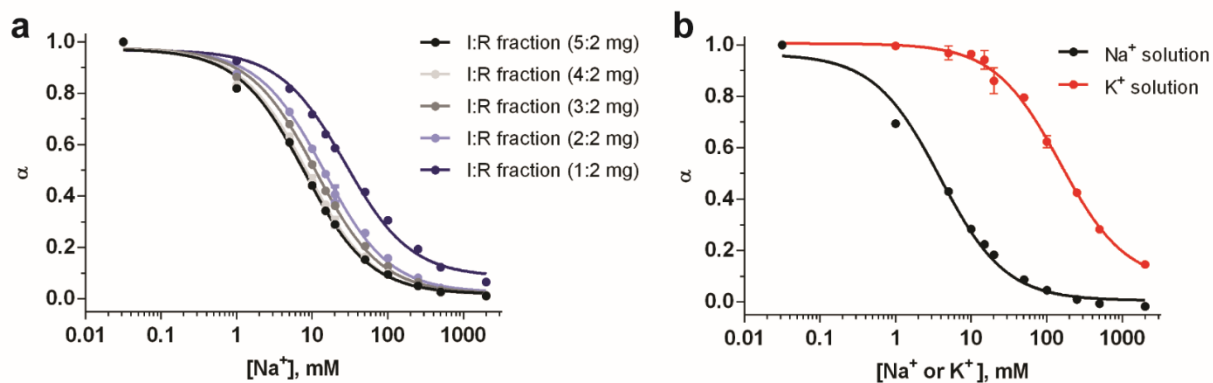 a
I:R fraction (5:2 mg)
I:R fraction (4:2 mg)
I:R fraction (3:2 mg)
I:R fraction (2:2 mg)
I:R fraction (1:2 mg)
1.0
0.8
0.6
0.4
0.2
0.0
α
0.01 0.1 1 10 100 1000
[Na⁺], mM
b
Na⁺ solution
K⁺ solution
1.0
0.8
0.6
0.4
0.2
0.0
α
0.01 0.1 1 10 100 1000
[Na⁺ or K⁺], mM